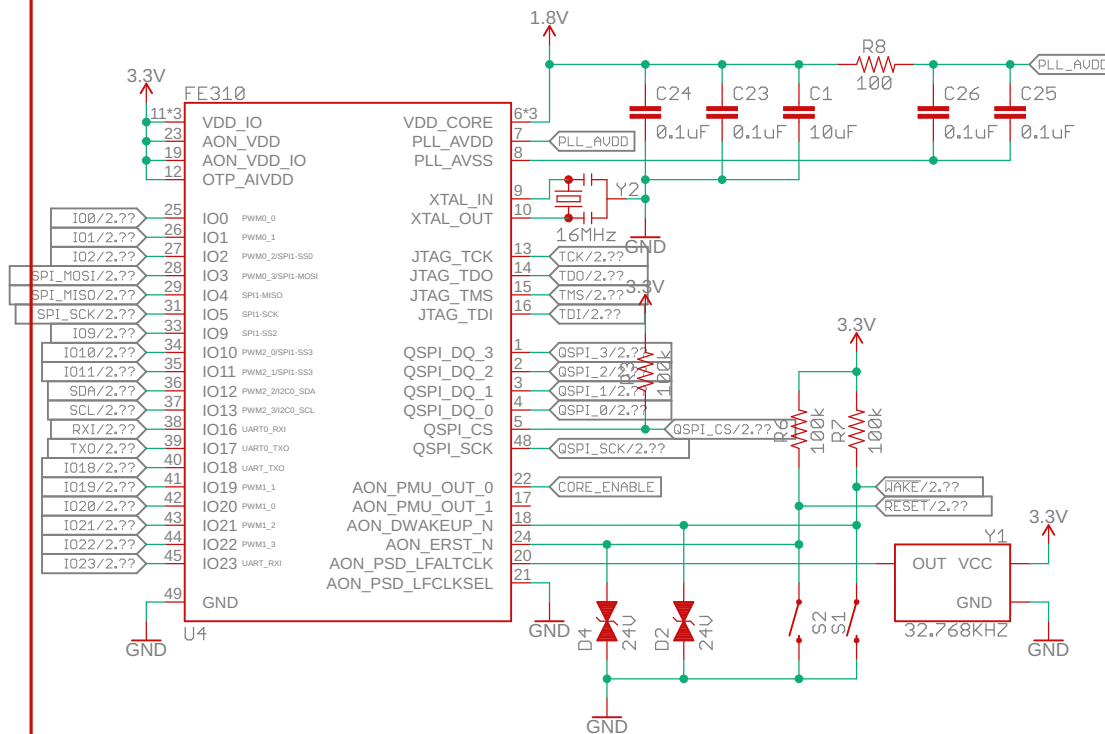 1.8V
R8
100
PLL_AVDD
3.3V
FE310
C24
C23
C1
C26
C25
0.1uF
0.1uF
10uF
0.1uF
0.1uF
11*3 VDD_IO
23 AON_VDD
19 AON_VDD_IO
12 OTP_AIVDD
VDD_CORE 6*3
PLL_AVDD 7 PLL_AVDD
PLL_AVSS 8
XTAL_IN 9
XTAL_OUT 10
Y2
16MHz
GND
IO0/2.?? 25 IO0 PWM0_0
IO1/2.?? 26 IO1 PWM0_1
IO2/2.?? 27 IO2 PWM0_2/SPI1-SS0
SPI_MOSI/2.?? 28 IO3 PWM0_3/SPI1-MOSI
SPI_MISO/2.?? 29 IO4 SPI1-MISO
SPI_SCK/2.?? 31 IO5 SPI1-SCK
IO9/2.?? 33 IO9 SPI1-SS2
IO10/2.?? 34 IO10 PWM2_0/SPI1-SS3
IO11/2.?? 35 IO11 PWM2_1/SPI1-SS3
SDA/2.?? 36 IO12 PWM2_2/I2C0_SDA
SCL/2.?? 37 IO13 PWM2_3/I2C0_SCL
RXI/2.?? 38 IO16 UART0_RXI
TXO/2.?? 39 IO17 UART0_TXO
IO18/2.?? 40 IO18 UART_TXO
IO19/2.?? 41 IO19 PWM1_1
IO20/2.?? 42 IO20 PWM1_0
IO21/2.?? 43 IO21 PWM1_2
IO22/2.?? 44 IO22 PWM1_3
IO23/2.?? 45 IO23 UART_RXI
49 GND
GND
U4
JTAG_TCK 13 TCK/2.??
JTAG_TDO 14 TDO/2.??
JTAG_TMS 15 TMS/2.??
JTAG_TDI 16 TDI/2.??
3.3V
QSPI_DQ_3 1 QSPI_3/2.??
QSPI_DQ_2 2 QSPI_2/2.??
QSPI_DQ_1 3 QSPI_1/2.??
QSPI_DQ_0 4 QSPI_0/2.??
QSPI_CS 5 QSPI_CS/2.??
QSPI_SCK 48 QSPI_SCK/2.??
100k
AON_PMU_OUT_0 22 CORE_ENABLE
AON_PMU_OUT_1 17
AON_DWAKEUP_N 18
AON_ERST_N 24
AON_PSD_LFALTCLK 20
AON_PSD_LFCLKSEL 21
GND
3.3V
R6
100k
R7
100k
WAKE/2.??
RESET/2.??
D4
24V
D2
24V
S2
S1
GND
3.3V
Y1
OUT VCC
GND
32.768KHZ
GND